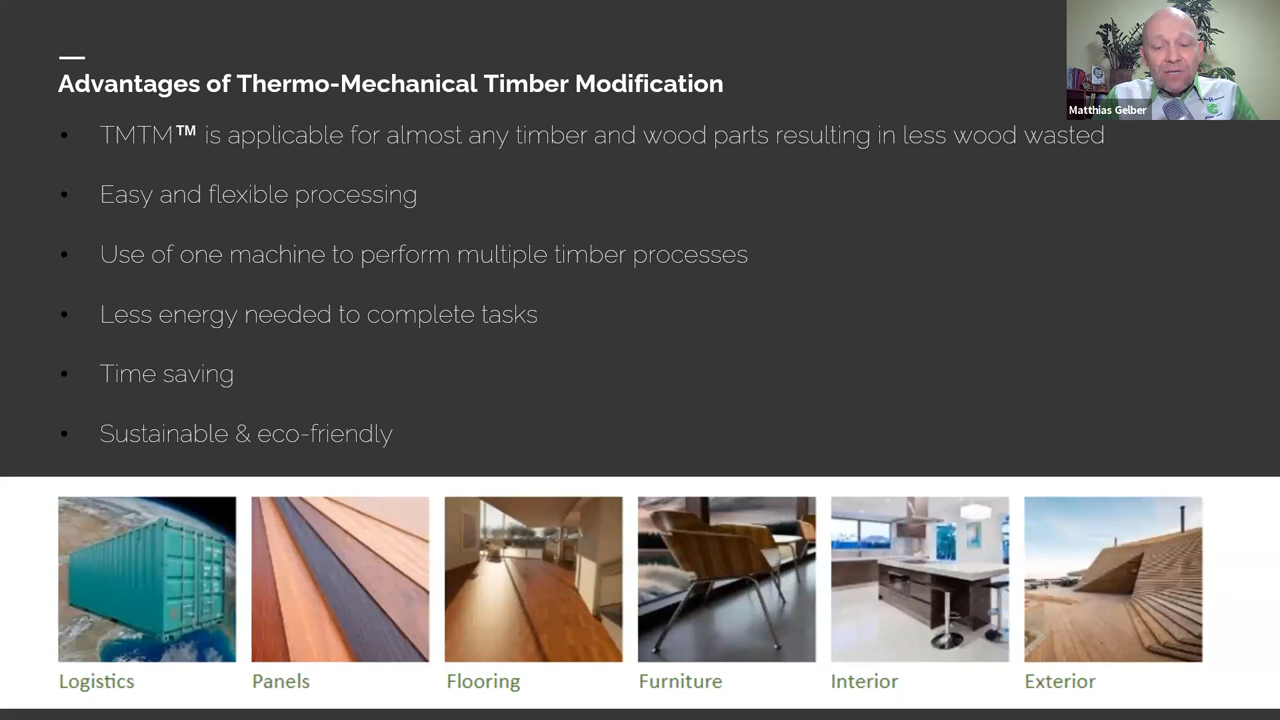 Advantages of Thermo-Mechanical Timber Modification
Matthias Gelber
• TMTM™ is applicable for almost any timber and wood parts resulting in less wood wasted
• Easy and flexible processing
• Use of one machine to perform multiple timber processes
• Less energy needed to complete tasks
• Time saving
• Sustainable & eco-friendly
Logistics
Panels
Flooring
Furniture
Interior
Exterior